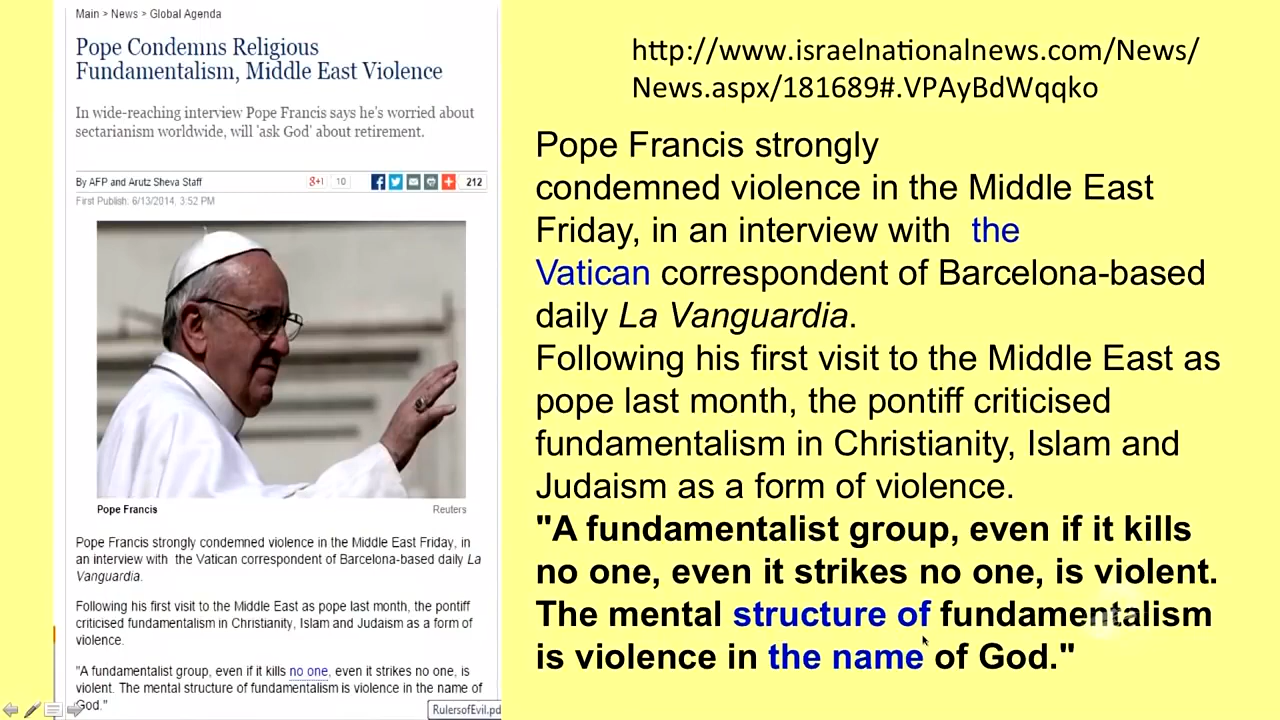 Main > News > Global Agenda
Pope Condemns Religious
Fundamentalism, Middle East Violence
In wide-reaching interview Pope Francis says he's worried about
sectarianism worldwide, will 'ask God' about retirement.
By AFP and Arutz Sheva Staff
g+1 10 212
First Publish: 6/13/2014, 3:52 PM
Pope Francis Reuters
Pope Francis strongly condemned violence in the Middle East Friday, in
an interview with the Vatican correspondent of Barcelona-based daily La
Vanguardia.
Following his first visit to the Middle East as pope last month, the pontiff
criticised fundamentalism in Christianity, Islam and Judaism as a form of
violence.
"A fundamentalist group, even if it kills no one, even it strikes no one, is
violent. The mental structure of fundamentalism is violence in the name of
God."
RulersofEvil.pd
http://www.israelnationalnews.com/News/
News.aspx/181689#.VPAyBdWqqko
Pope Francis strongly
condemned violence in the Middle East
Friday, in an interview with the
Vatican correspondent of Barcelona-based
daily La Vanguardia.
Following his first visit to the Middle East as
pope last month, the pontiff criticised
fundamentalism in Christianity, Islam and
Judaism as a form of violence.
"A fundamentalist group, even if it kills
no one, even it strikes no one, is violent.
The mental structure of fundamentalism
is violence in the name of God."